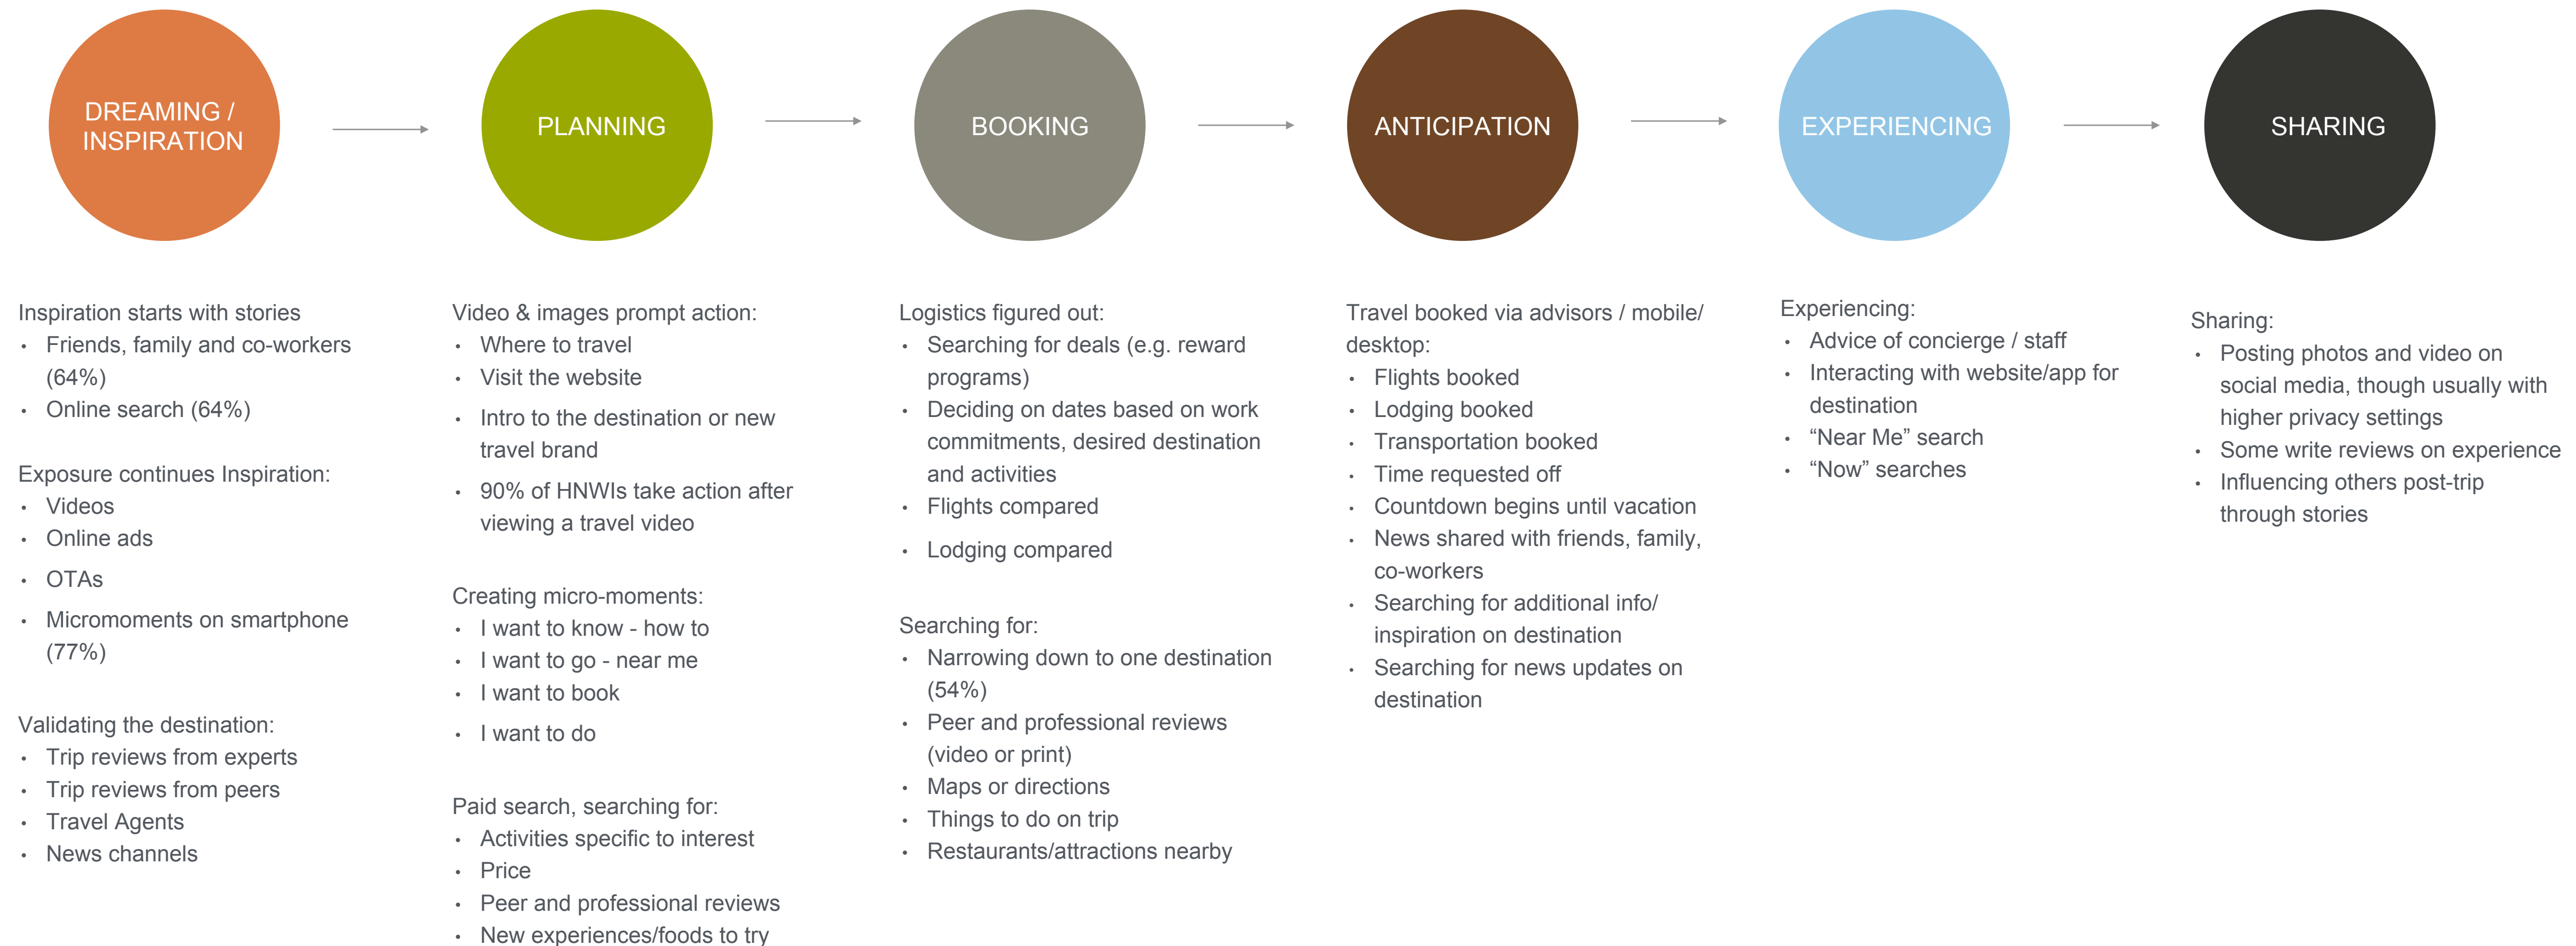 DREAMING /
INSPIRATION
PLANNING
BOOKING
ANTICIPATION
EXPERIENCING
SHARING
Inspiration starts with stories
• Friends, family and co-workers
(64%)
• Online search (64%)
Exposure continues Inspiration:
• Videos
• Online ads
• OTAs
• Micromoments on smartphone
(77%)
Validating the destination:
• Trip reviews from experts
• Trip reviews from peers
• Travel Agents
• News channels
Video & images prompt action:
• Where to travel
• Visit the website
• Intro to the destination or new
travel brand
• 90% of HNWIs take action after
viewing a travel video
Creating micro-moments:
• I want to know - how to
• I want to go - near me
• I want to book
• I want to do
Paid search, searching for:
• Activities specific to interest
• Price
• Peer and professional reviews
• New experiences/foods to try
Logistics figured out:
• Searching for deals (e.g. reward
programs)
• Deciding on dates based on work
commitments, desired destination
and activities
• Flights compared
• Lodging compared
Searching for:
• Narrowing down to one destination
(54%)
• Peer and professional reviews
(video or print)
• Maps or directions
• Things to do on trip
• Restaurants/attractions nearby
Travel booked via advisors / mobile/
desktop:
• Flights booked
• Lodging booked
• Transportation booked
• Time requested off
• Countdown begins until vacation
• News shared with friends, family,
co-workers
• Searching for additional info/
inspiration on destination
• Searching for news updates on
destination
Experiencing:
• Advice of concierge / staff
• Interacting with website/app for
destination
• “Near Me” search
• “Now” searches
Sharing:
• Posting photos and video on
social media, though usually with
higher privacy settings
• Some write reviews on experience
• Influencing others post-trip
through stories